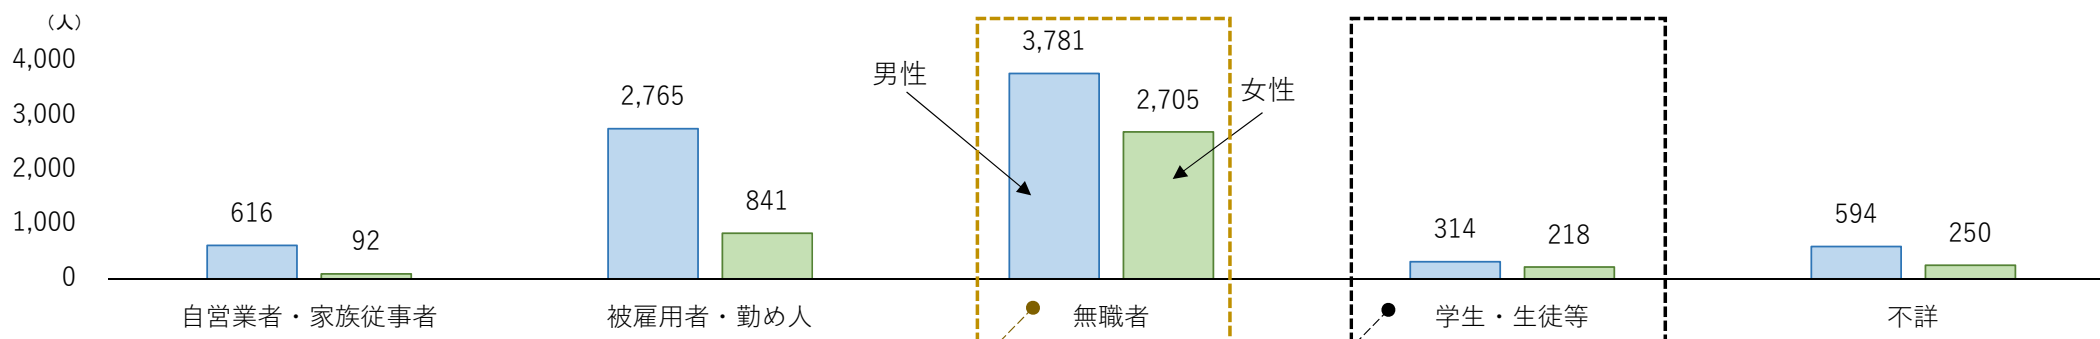 （人）
4,000
3,000
2,000
1,000
0
616
92
2,765
841
男性
3,781
2,705
女性
314
218
594
250
自営業者・家族従事者
被雇用者・勤め人
無職者
学生・生徒等
不詳